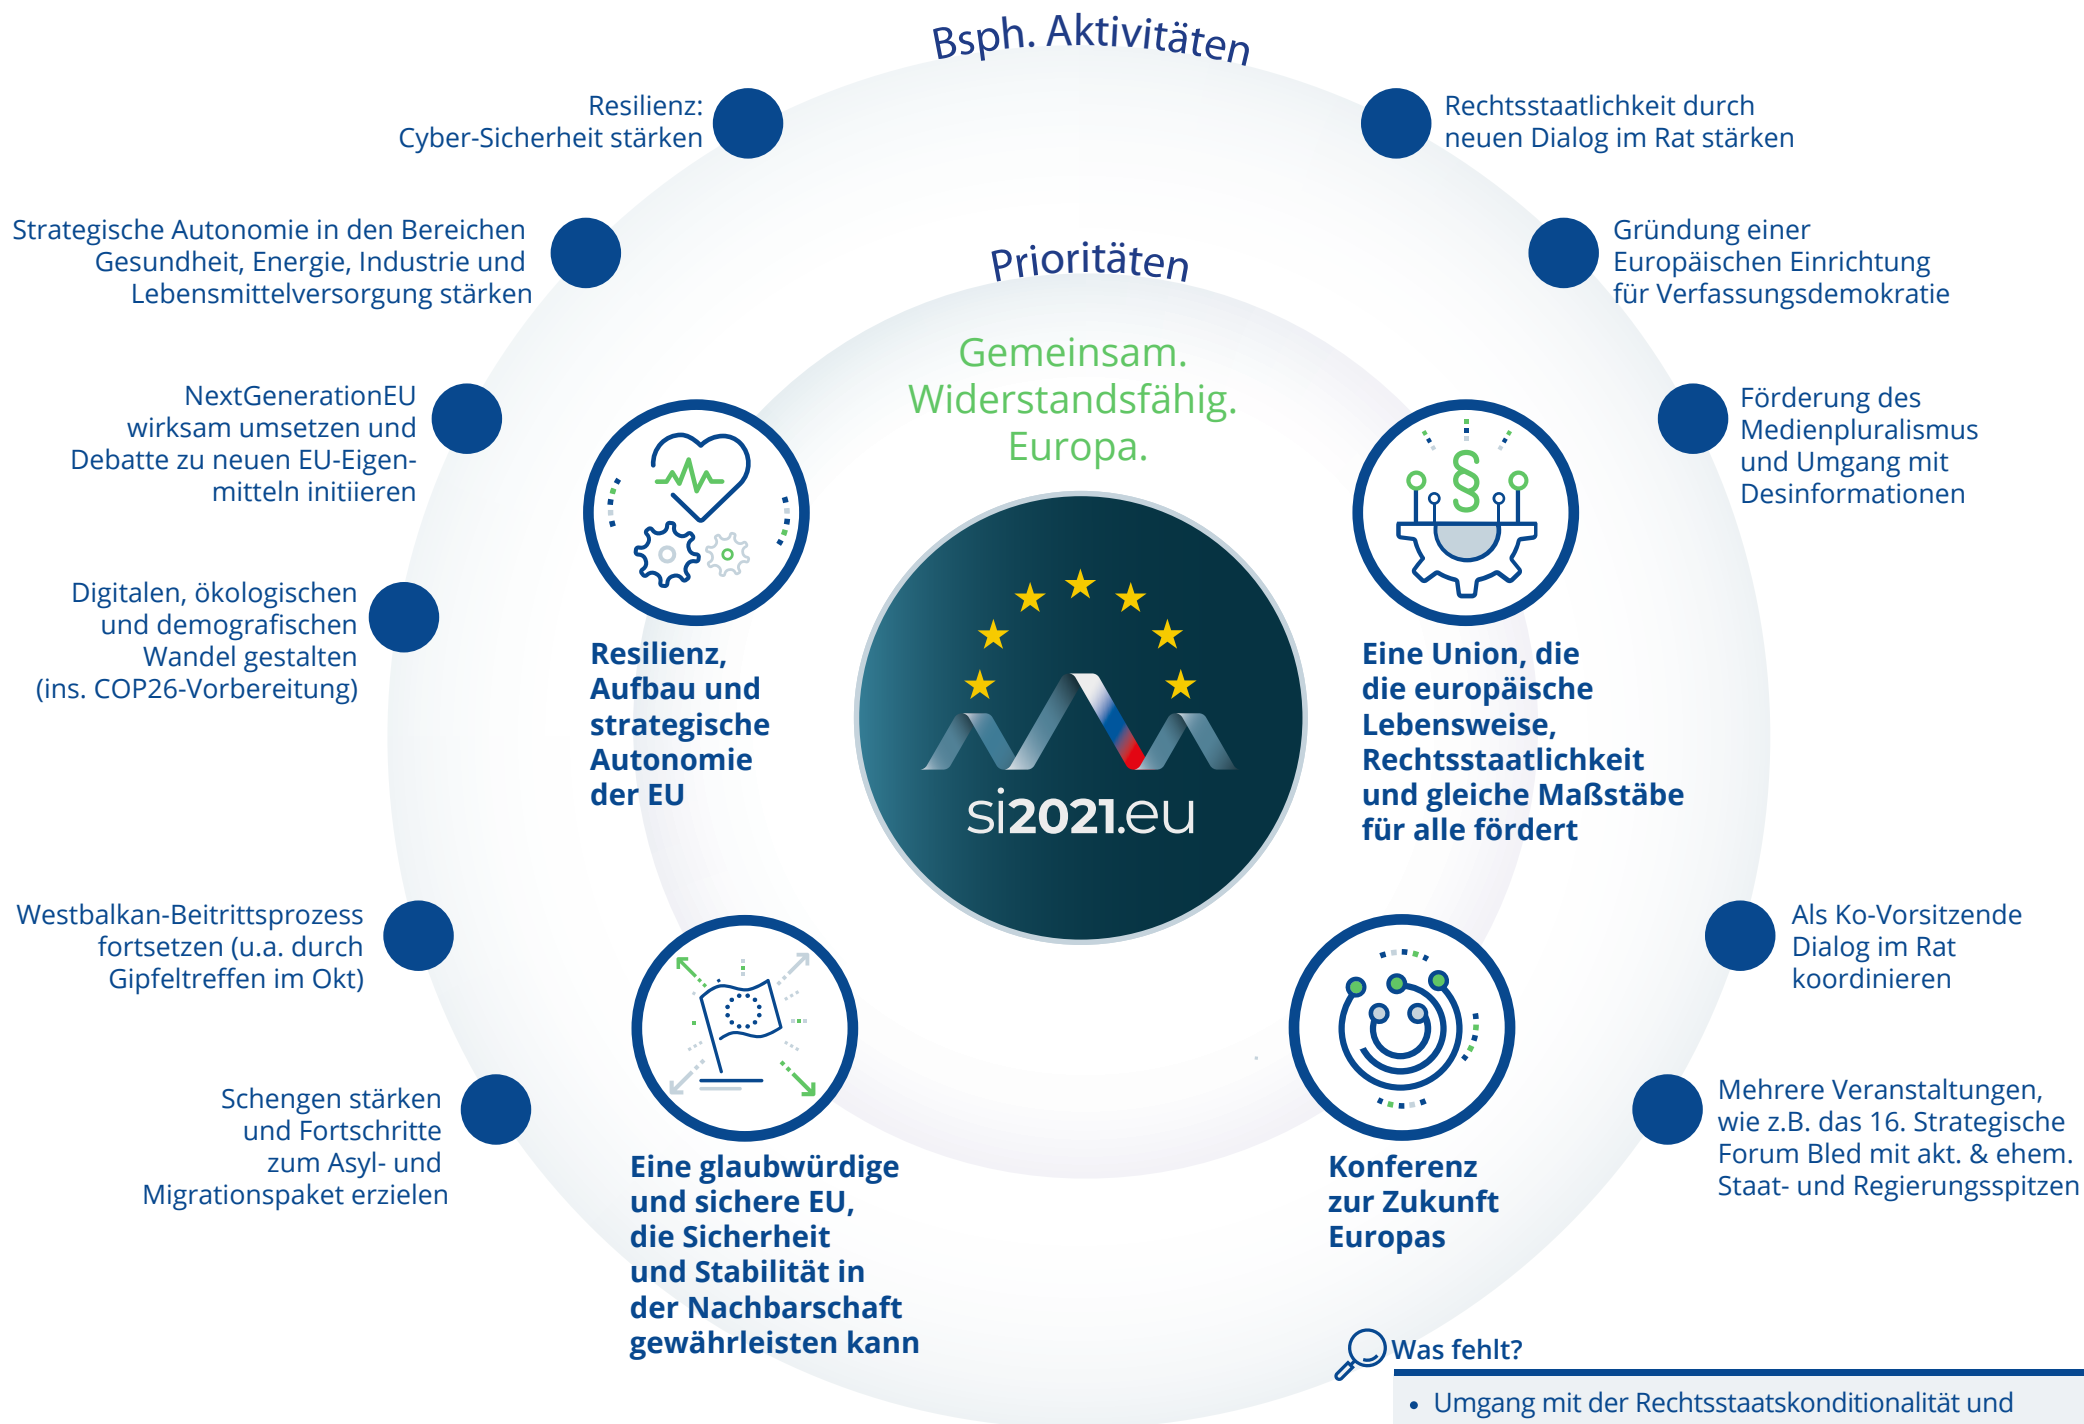 Bsph. Aktivitäten
Resilienz:
Cyber-Sicherheit stärken
Strategische Autonomie in den Bereichen
Gesundheit, Energie, Industrie und
Lebensmittelversorgung stärken
NextGenerationEU
wirksam umsetzen und
Debatte zu neuen EU-Eigen-
mitteln initiieren
Digitalen, ökologischen
und demografischen
Wandel gestalten
(ins. COP26-Vorbereitung)
Westbalkan-Beitrittsprozess
fortsetzen (u.a. durch
Gipfeltreffen im Okt)
Schengen stärken
und Fortschritte
zum Asyl- und
Migrationspaket erzielen
Prioritäten
Gemeinsam.
Widerstandsfähig.
Europa.
si2021.eu
Resilienz,
Aufbau und
strategische
Autonomie
der EU
§
Eine Union, die
die europäische
Lebensweise,
Rechtsstaatlichkeit
und gleiche Maßstäbe
für alle fördert
Eine glaubwürdige
und sichere EU,
die Sicherheit
und Stabilität in
der Nachbarschaft
gewährleisten kann
Konferenz
zur Zukunft
Europas
Rechtsstaatlichkeit durch
neuen Dialog im Rat stärken
Gründung einer
Europäischen Einrichtung
für Verfassungsdemokratie
Förderung des
Medienpluralismus
und Umgang mit
Desinformationen
Als Ko-Vorsitzende
Dialog im Rat
koordinieren
Mehrere Veranstaltungen,
wie z.B. das 16. Strategische
Forum Bled mit akt. & ehem.
Staat- und Regierungsspitzen
Was fehlt?
• Umgang mit der Rechtsstaatskonditionalität und